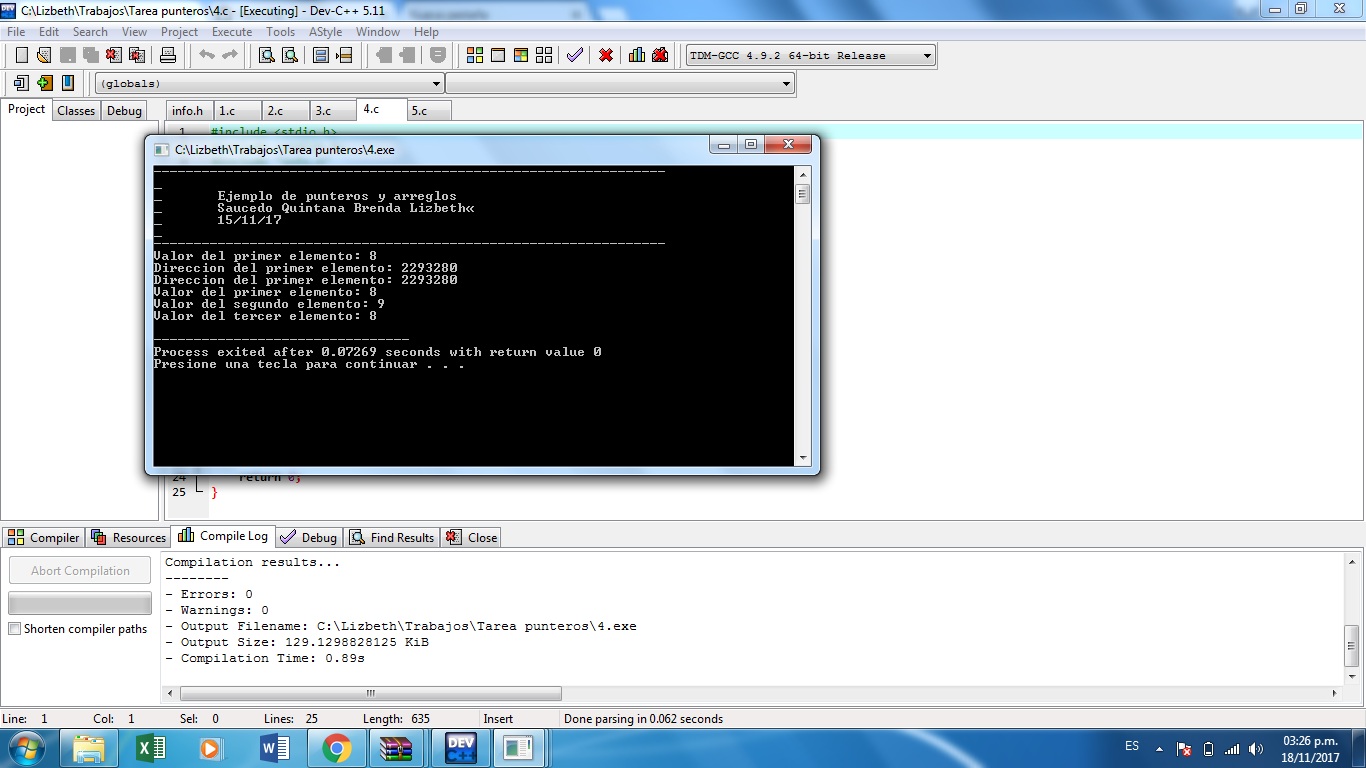 C:\Lizbeth\Trabajos\Tarea punteros\4.c - [Executing] - Dev-C++ 5.11
File Edit Search View Project Execute Tools AStyle Window Help
TDM-GCC 4.9.2 64-bit Release
(globals)
Project Classes Debug info.h 1.c 2.c 3.c 4.c 5.c
1 #include <stdio.h>
C:\Lizbeth\Trabajos\Tarea punteros\4.exe
Ejemplo de punteros y arreglos
Saucedo Quintana Brenda Lizbeth«
15/11/17
Valor del primer elemento: 8
Direccion del primer elemento: 2293280
Direccion del primer elemento: 2293280
Valor del primer elemento: 8
Valor del segundo elemento: 9
Valor del tercer elemento: 8
--------------------------------
Process exited after 0.07269 seconds with return value 0
Presione una tecla para continuar . . .
24 return 0;
25 }
Compiler Resources Compile Log Debug Find Results Close
Abort Compilation
Shorten compiler paths
Compilation results...
--------
- Errors: 0
- Warnings: 0
- Output Filename: C:\Lizbeth\Trabajos\Tarea punteros\4.exe
- Output Size: 129.1298828125 KiB
- Compilation Time: 0.89s
Line: 1 Col: 1 Sel: 0 Lines: 25 Length: 635 Insert Done parsing in 0.062 seconds
DEV
C++
ES
03:26 p.m.
18/11/2017